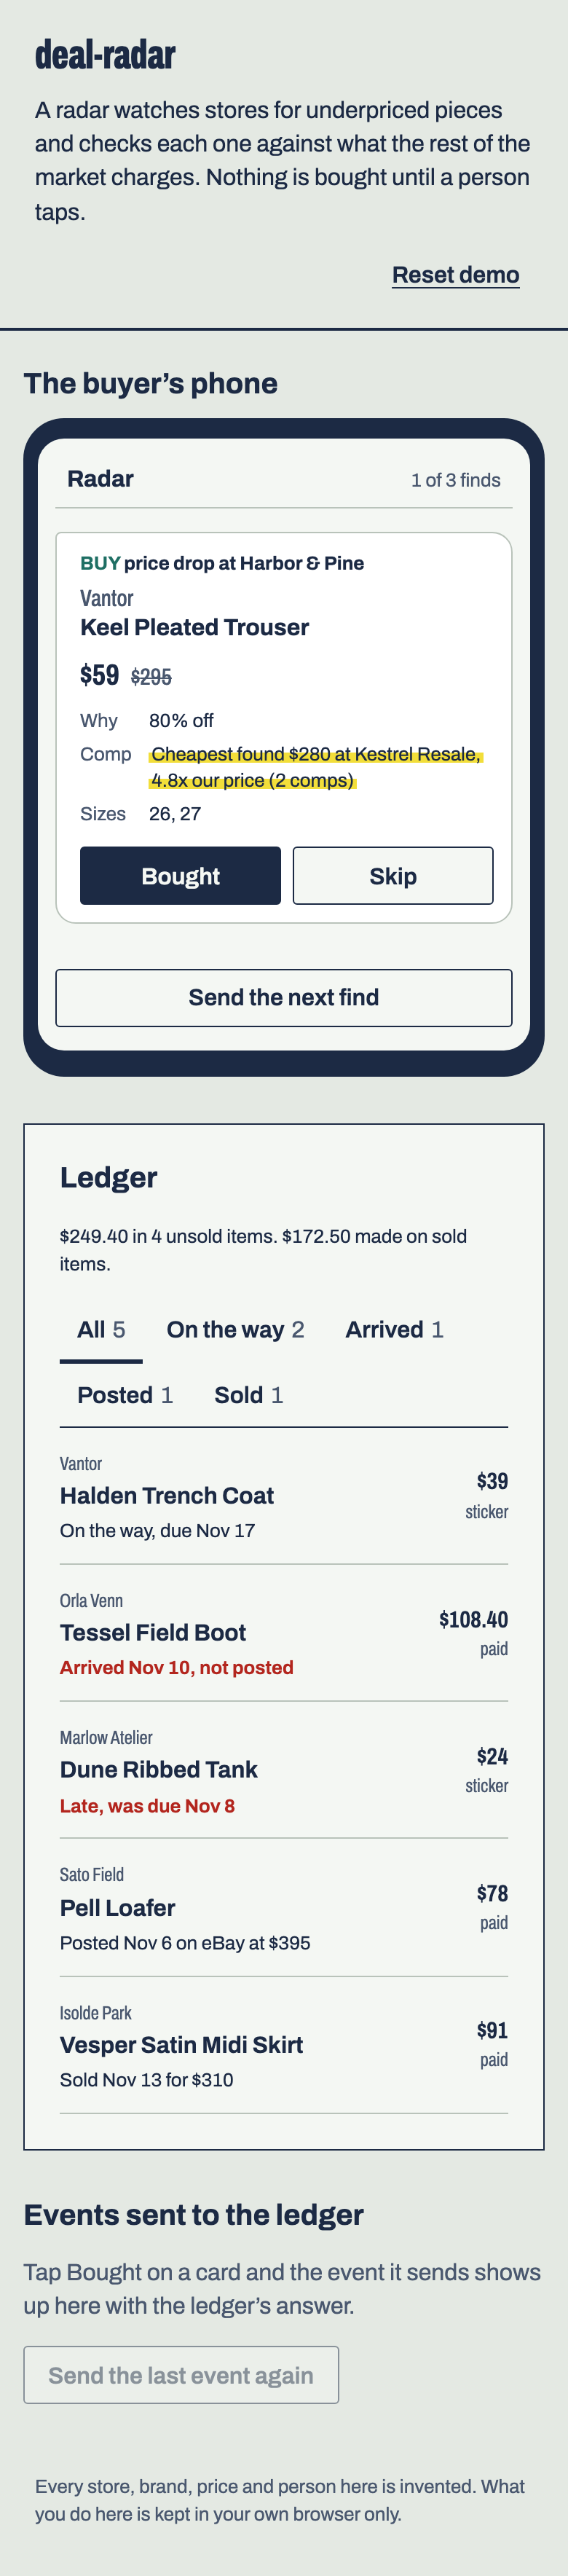 deal-radar
A radar watches stores for underpriced pieces
and checks each one against what the rest of the
market charges. Nothing is bought until a person
taps.
Reset demo
The buyer’s phone
Radar
1 of 3 finds
BUY price drop at Harbor & Pine
Vantor
Keel Pleated Trouser
$59 $295
Why 80% off
Comp Cheapest found $280 at Kestrel Resale,
4.8x our price (2 comps)
Sizes 26, 27
Bought
Skip
Send the next find
Ledger
$249.40 in 4 unsold items. $172.50 made on sold
items.
All 5 On the way 2 Arrived 1
Posted 1 Sold 1
Vantor
Halden Trench Coat
On the way, due Nov 17
$39
sticker
Orla Venn
Tessel Field Boot
Arrived Nov 10, not posted
$108.40
paid
Marlow Atelier
Dune Ribbed Tank
Late, was due Nov 8
$24
sticker
Sato Field
Pell Loafer
Posted Nov 6 on eBay at $395
$78
paid
Isolde Park
Vesper Satin Midi Skirt
Sold Nov 13 for $310
$91
paid
Events sent to the ledger
Tap Bought on a card and the event it sends shows
up here with the ledger’s answer.
Send the last event again
Every store, brand, price and person here is invented. What
you do here is kept in your own browser only.